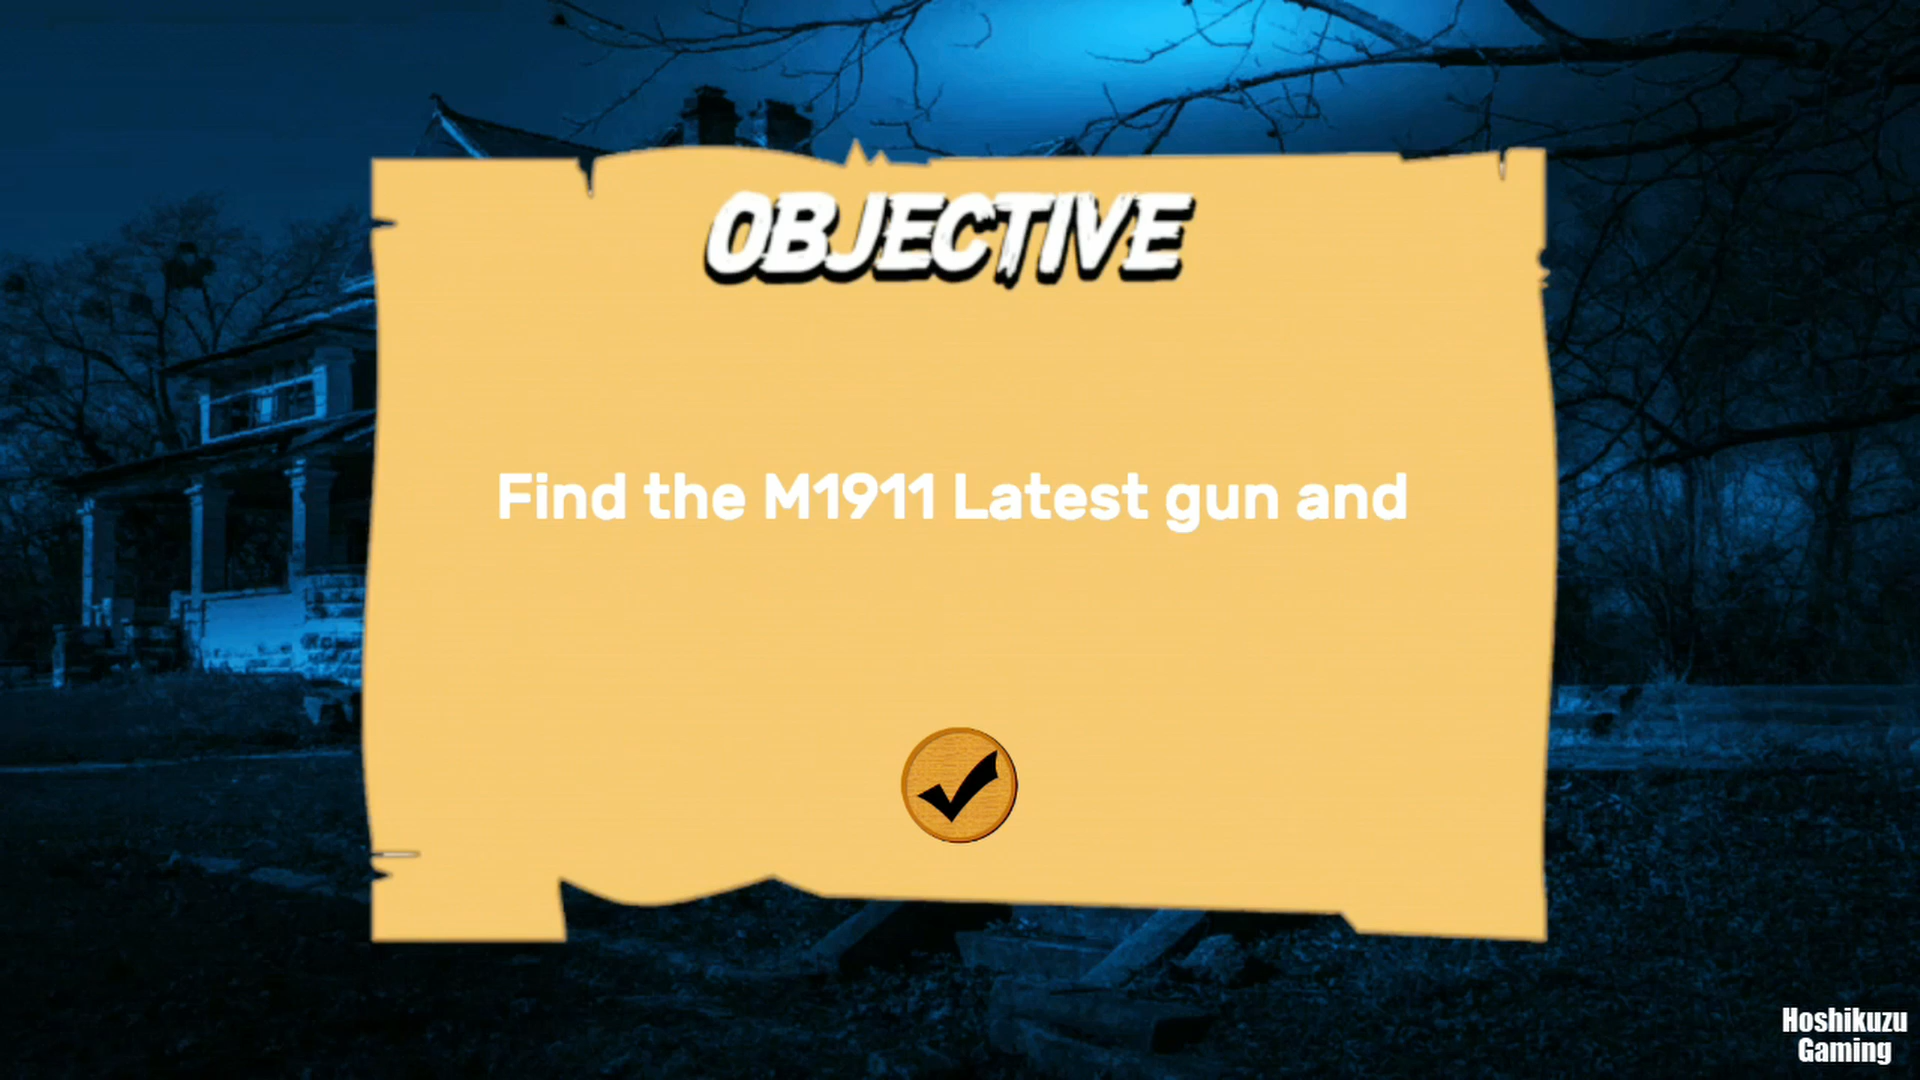 OBJECTIVE
Find the M1911 Latest gun and
Hoshikuzu
Gaming